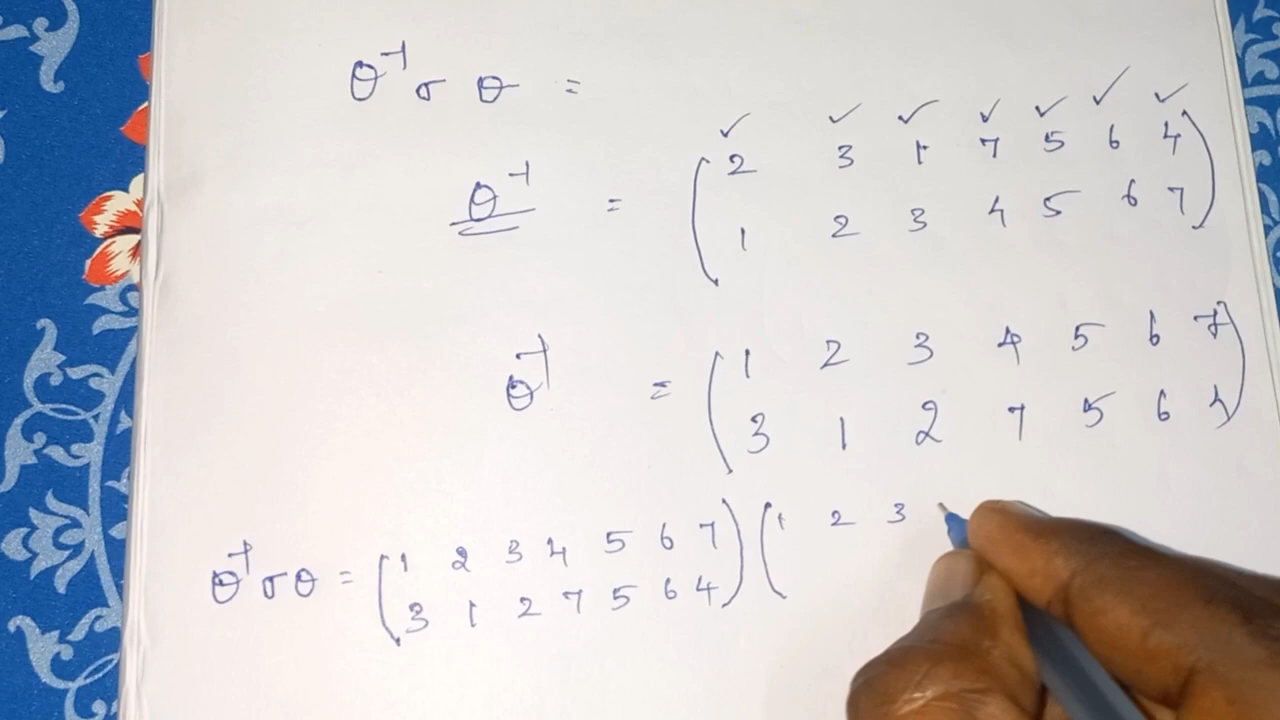 θ⁻¹ σ θ =
θ⁻¹ = ( 2 3 1 7 5 6 4
1 2 3 4 5 6 7 )
θ⁻¹ = ( 1 2 3 4 5 6 7
3 1 2 7 5 6 4 )
θ⁻¹ σ θ = ( 1 2 3 4 5 6 7 ) ( 1 2 3
3 1 2 7 5 6 4